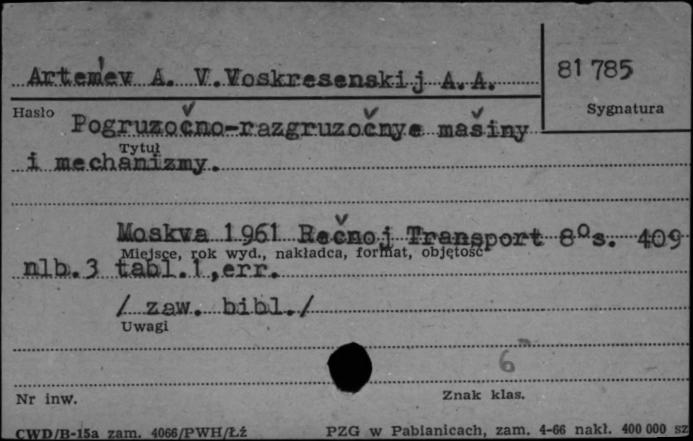 Artem'ev A. V.Voskresenskij A.A.
81 785
Hasło
Sygnatura
Pogruzočno-razgruzočnye mašiny
Tytuł
i mechanizmy.
Moskva 1961 Rečnoj Transport 8° s. 409
Miejsce, rok wyd., nakładca, format, objętość
nlb.3 tabl.1,err.
/ zaw. bibl./
Uwagi
6
Nr inw.
Znak klas.
CWD/B-15a zam. 4066/PWH/Łź
PZG w Pabianicach, zam. 4-66 nakł. 400 000 sz